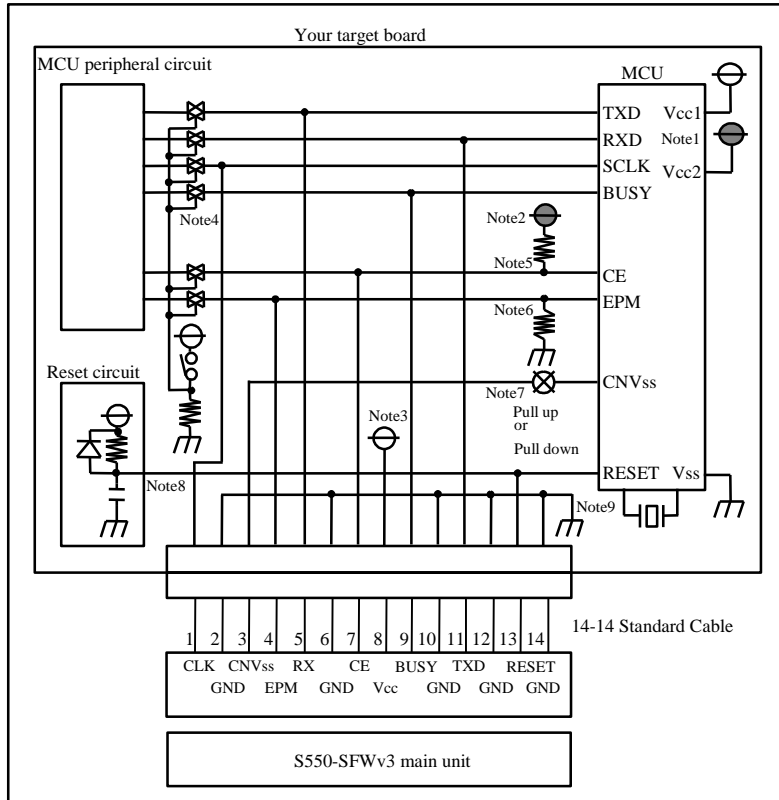 Your target board
MCU peripheral circuit
MCU
TXD
Vcc1
RXD
Note1
SCLK
Vcc2
BUSY
Note4
Note2
Note5
CE
EPM
Note6
Reset circuit
CNVss
Note7
Pull up
or
Pull down
Note3
RESET
Vss
Note8
Note9
14-14 Standard Cable
1 2 3 4 5 6 7 8 9 10 11 12 13 14
CLK CNVss RX CE BUSY TXD RESET
GND EPM GND Vcc GND GND GND
S550-SFWv3 main unit